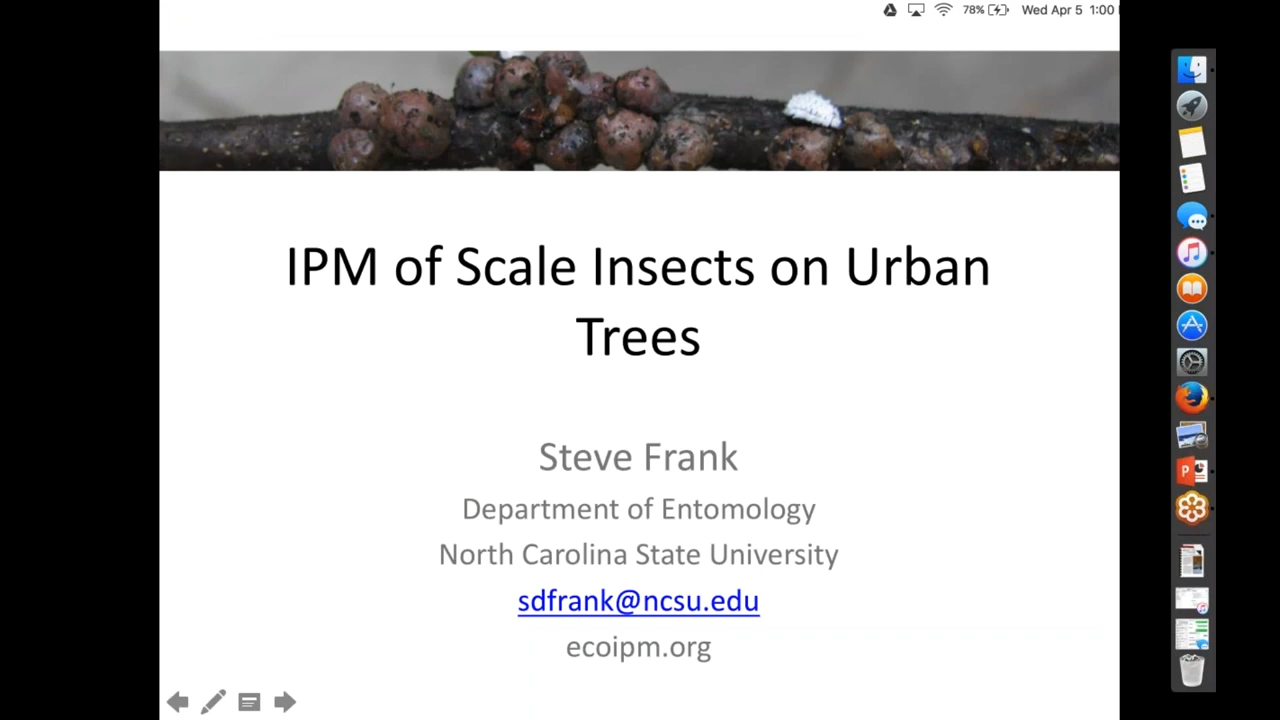 78% Wed Apr 5 1:00
IPM of Scale Insects on Urban
Trees
Steve Frank
Department of Entomology
North Carolina State University
sdfrank@ncsu.edu
ecoipm.org